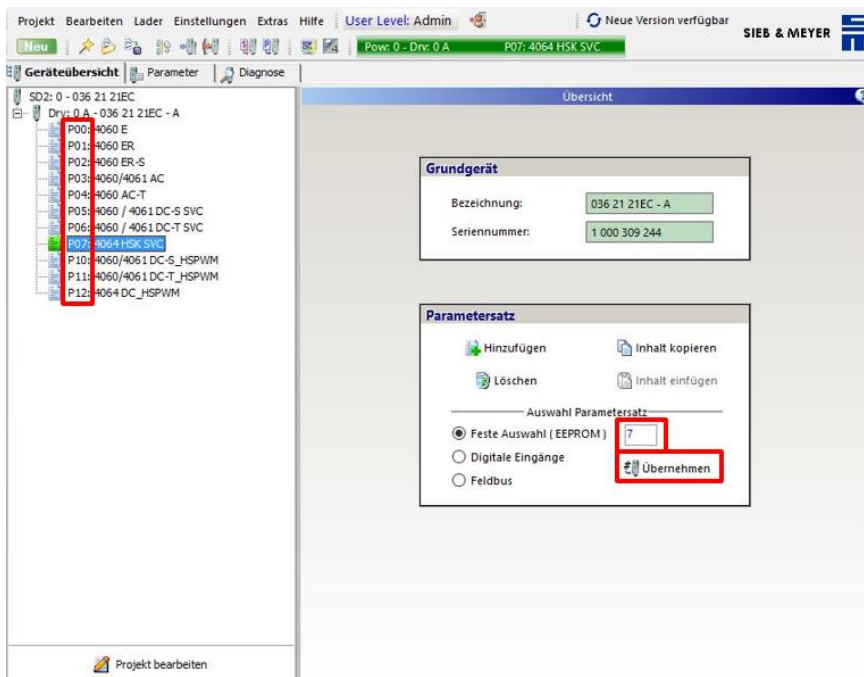 Projekt Bearbeiten Lader Einstellungen Extras Hilfe User Level: Admin Neue Version verfügbar
SIEB & MEYER
Neu Pow: 0 - Drv: 0 A P07: 4064 HSK SVC
Geräteübersicht Parameter Diagnose
SD2: 0 - 036 21 21EC
Drv: 0 A - 036 21 21EC - A
P00: 4060 E
P01: 4060 ER
P02: 4060 ER-S
P03: 4060/4061 AC
P04: 4060 AC-T
P05: 4060 / 4061 DC-S SVC
P06: 4060 / 4061 DC-T SVC
P07: 4064 HSK SVC
P10: 4060/4061 DC-S_HSPWM
P11: 4060/4061 DC-T_HSPWM
P12: 4064 DC_HSPWM
Projekt bearbeiten
Übersicht
Grundgerät
Bezeichnung: 036 21 21EC - A
Seriennummer: 1 000 309 244
Parametersatz
Hinzufügen Inhalt kopieren
Löschen Inhalt einfügen
Auswahl Parametersatz
Feste Auswahl ( EEPROM ) 7
Digitale Eingänge
Übernehmen
Feldbus